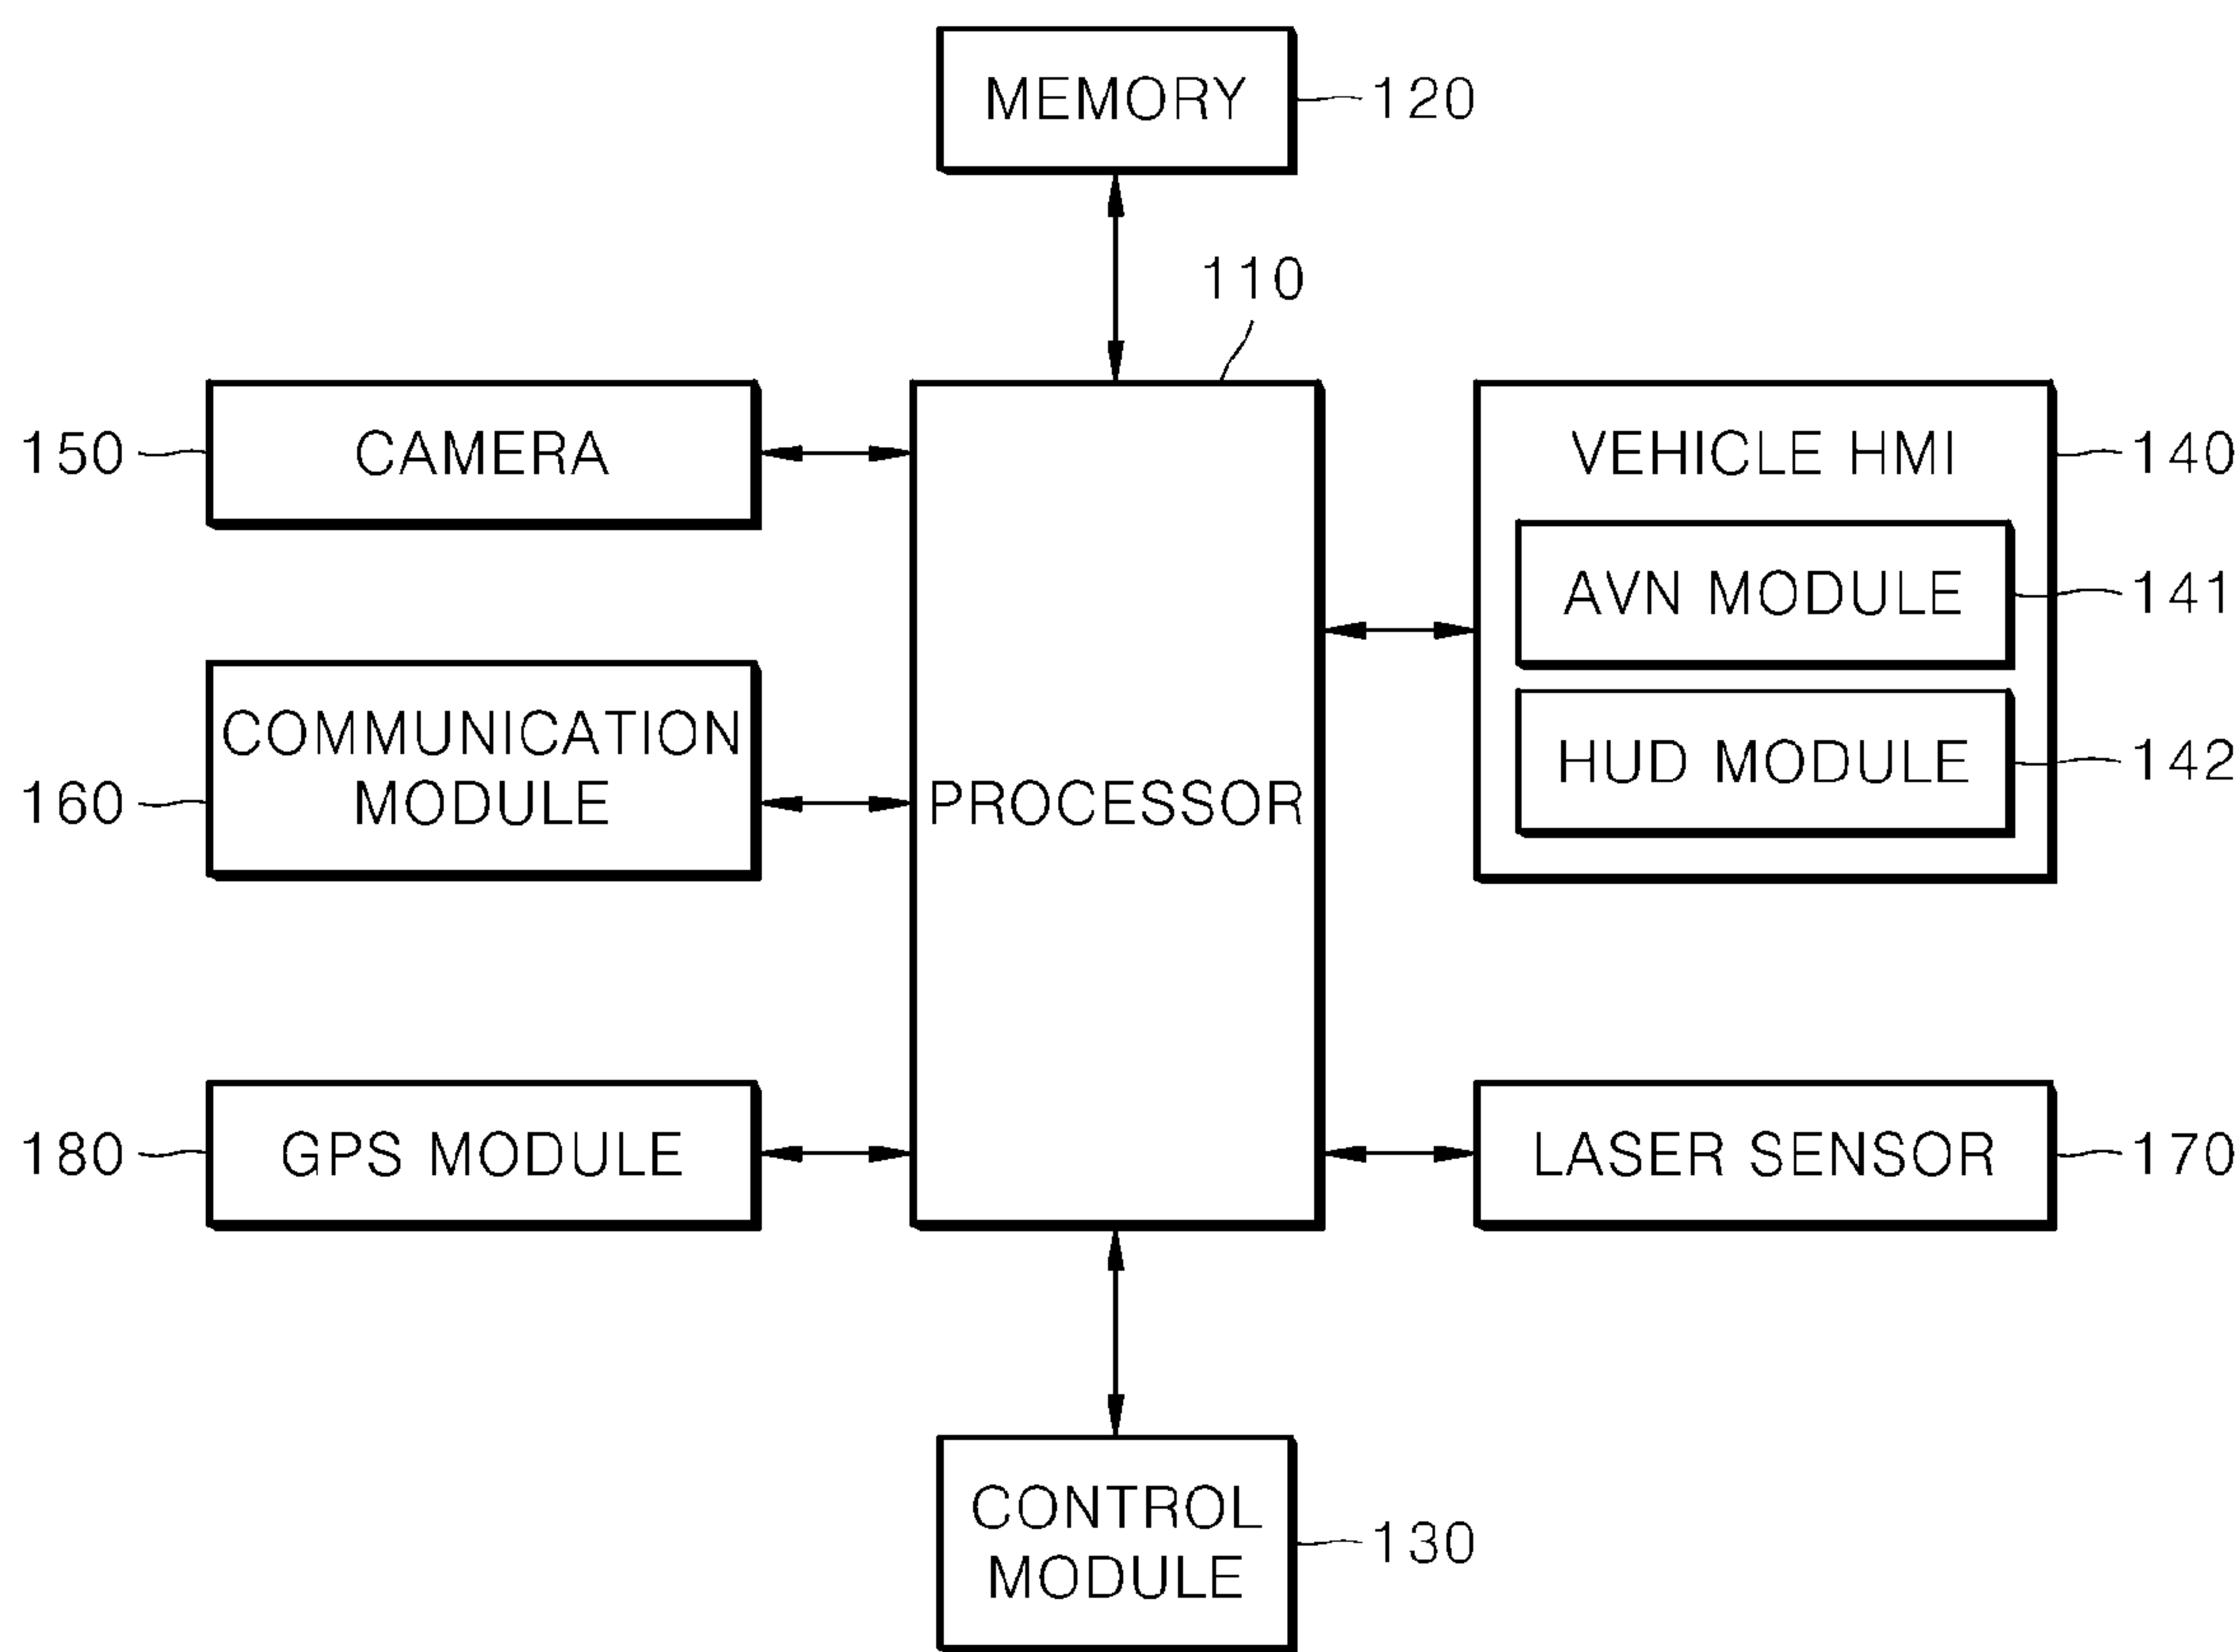 MEMORY 120
110
150 CAMERA
VEHICLE HMI 140
AVN MODULE 141
COMMUNICATION
MODULE
160
HUD MODULE 142
PROCESSOR
180 GPS MODULE
LASER SENSOR 170
CONTROL
MODULE
130